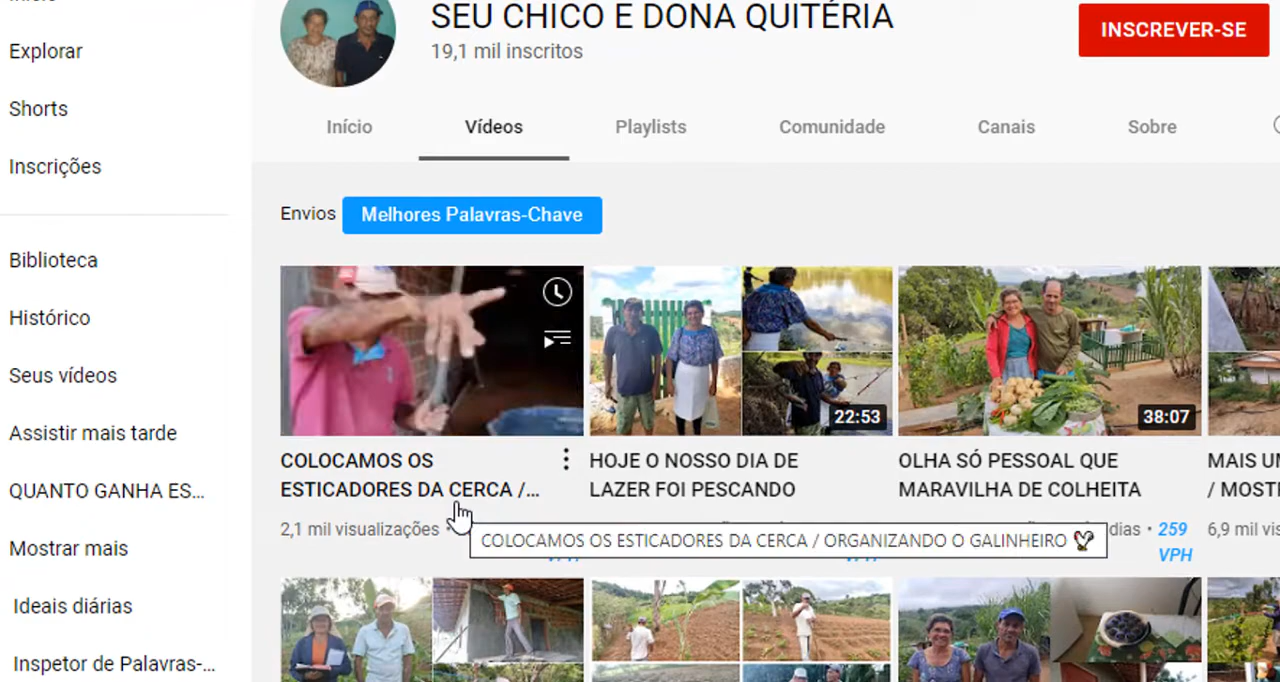 SEU CHICO E DONA QUITÉRIA
19,1 mil inscritos
INSCREVER-SE
Explorar
Shorts
Inscrições
Biblioteca
Histórico
Seus vídeos
Assistir mais tarde
QUANTO GANHA ES...
Mostrar mais
Ideais diárias
Inspetor de Palavras-...
Início
Vídeos
Playlists
Comunidade
Canais
Sobre
Envios
Melhores Palavras-Chave
22:53
38:07
COLOCAMOS OS
ESTICADORES DA CERCA /...
2,1 mil visualizações •
HOJE O NOSSO DIA DE
LAZER FOI PESCANDO
OLHA SÓ PESSOAL QUE
MARAVILHA DE COLHEITA
dias • 259
VPH
MAIS UM
/ MOSTR
6,9 mil vis
COLOCAMOS OS ESTICADORES DA CERCA / ORGANIZANDO O GALINHEIRO 🐓